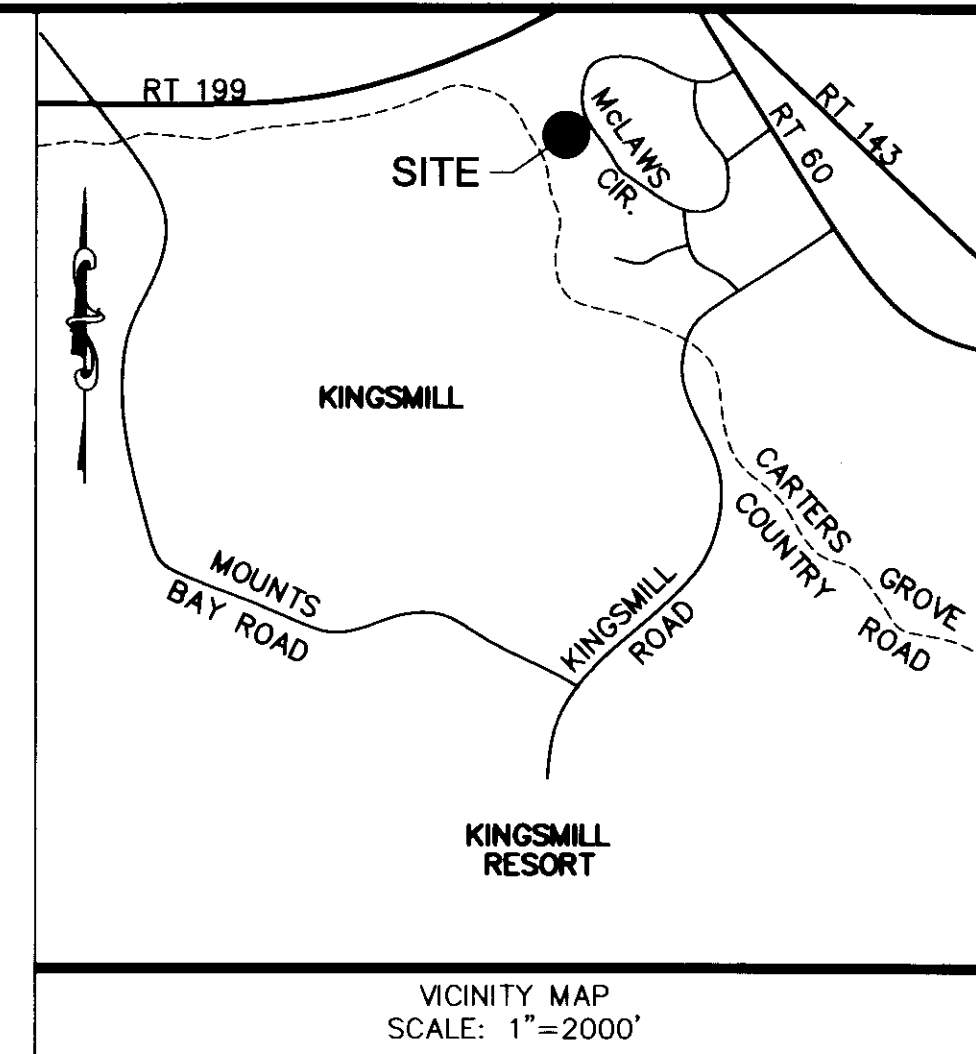 RT 199
McLAWS
CIR.
RT 143
RT 60
SITE
KINGSMILL
CARTERS GROVE
COUNTRY ROAD
MOUNTS
BAY ROAD
KINGSMILL
ROAD
KINGSMILL
RESORT
VICINITY MAP
SCALE: 1"=2000'